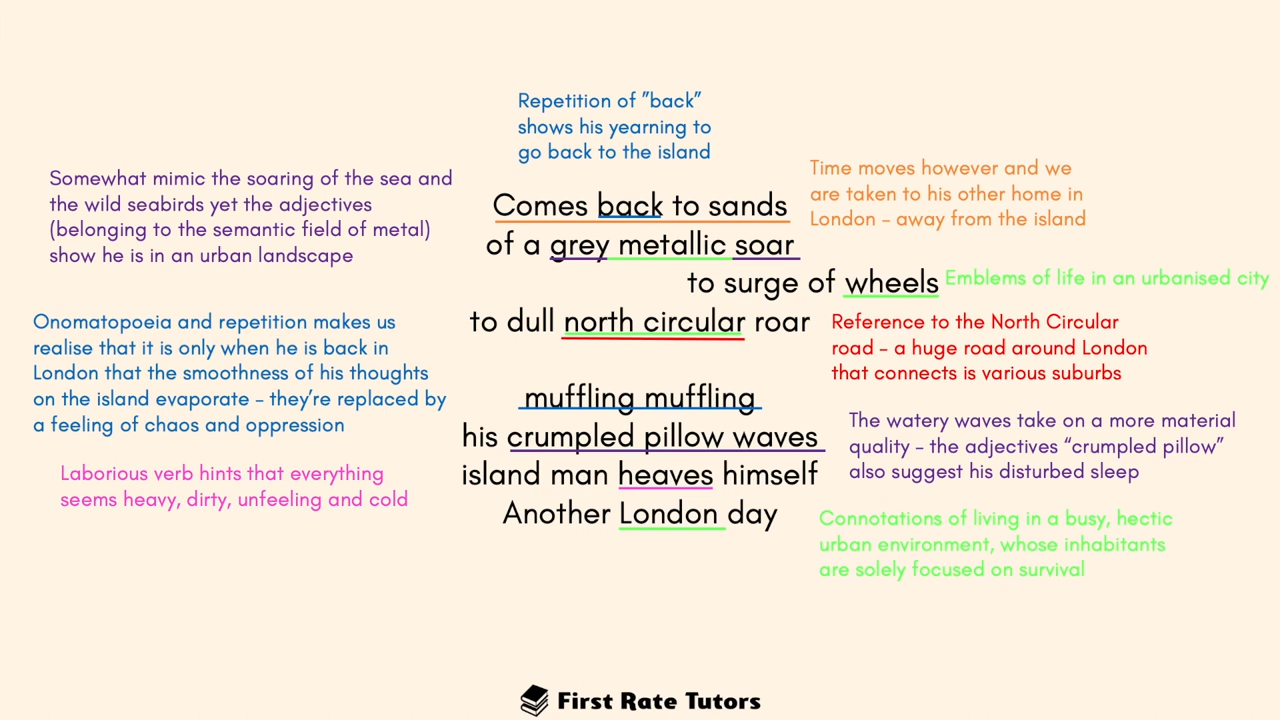 Repetition of ”back”
shows his yearning to
go back to the island
Somewhat mimic the soaring of the sea and
the wild seabirds yet the adjectives
(belonging to the semantic field of metal)
show he is in an urban landscape
Time moves however and we
are taken to his other home in
London - away from the island
Comes back to sands
of a grey metallic soar
to surge of wheels
Emblems of life in an urbanised city
to dull north circular roar
Onomatopoeia and repetition makes us
realise that it is only when he is back in
London that the smoothness of his thoughts
on the island evaporate - they’re replaced by
a feeling of chaos and oppression
Reference to the North Circular
road - a huge road around London
that connects is various suburbs
muffling muffling
his crumpled pillow waves
island man heaves himself
Another London day
The watery waves take on a more material
quality - the adjectives “crumpled pillow”
also suggest his disturbed sleep
Laborious verb hints that everything
seems heavy, dirty, unfeeling and cold
Connotations of living in a busy, hectic
urban environment, whose inhabitants
are solely focused on survival
First Rate Tutors